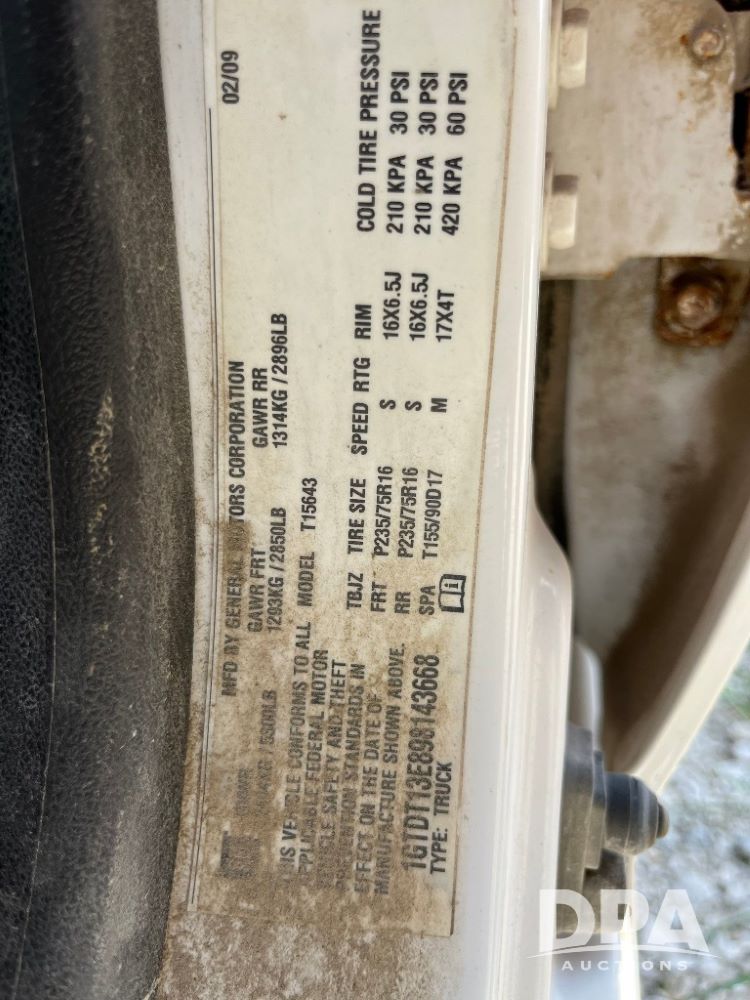 MFD BY GENERAL MOTORS CORPORATION 02/09
GVWR GAWR FRT GAWR RR
1203KG/2850LB 1314KG/2896LB
THIS VEHICLE CONFORMS TO ALL MODEL T15643
APPLICABLE FEDERAL MOTOR
VEHICLE SAFETY AND THEFT
PREVENTION STANDARDS IN
EFFECT ON THE DATE OF
MANUFACTURE SHOWN ABOVE.
1GTDT13E898143668
TYPE: TRUCK
TBJZ TIRE SIZE SPEED RTG RIM COLD TIRE PRESSURE
FRT P235/75R16 S 16X6.5J 210 KPA 30 PSI
RR P235/75R16 S 16X6.5J 210 KPA 30 PSI
SPA T155/90D17 M 17X4T 420 KPA 60 PSI
DPA
AUCTIONS